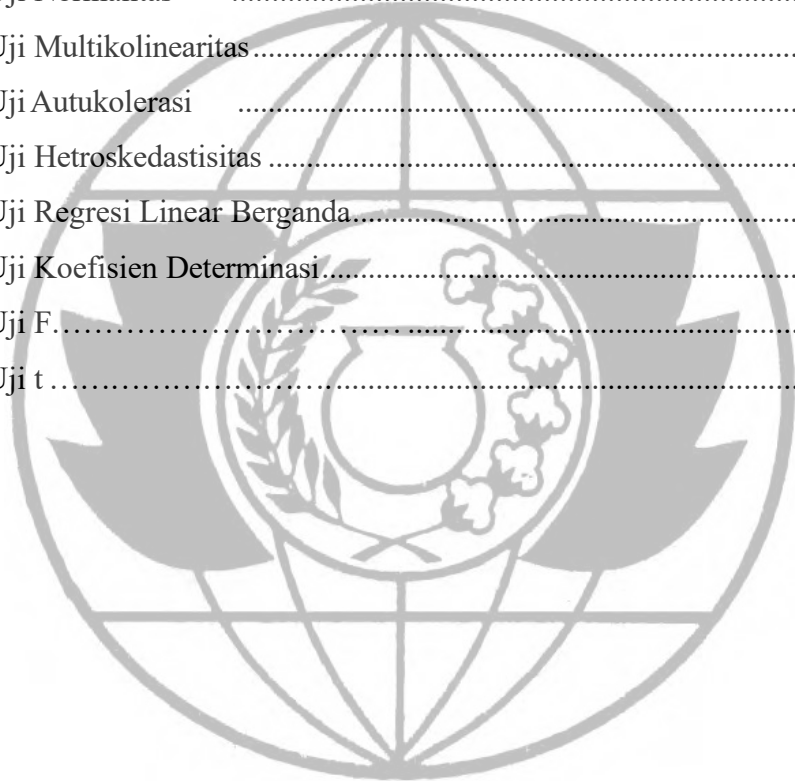 Uji Multikolinearitas........................................................................
Uji Autukolerasi ........................................................................
Uji Hetroskedastisitas ........................................................................
Uji Regresi Linear Berganda........................................................................
Uji Koefisien Determinasi........................................................................
Uji F........................................................................
Uji t ........................................................................